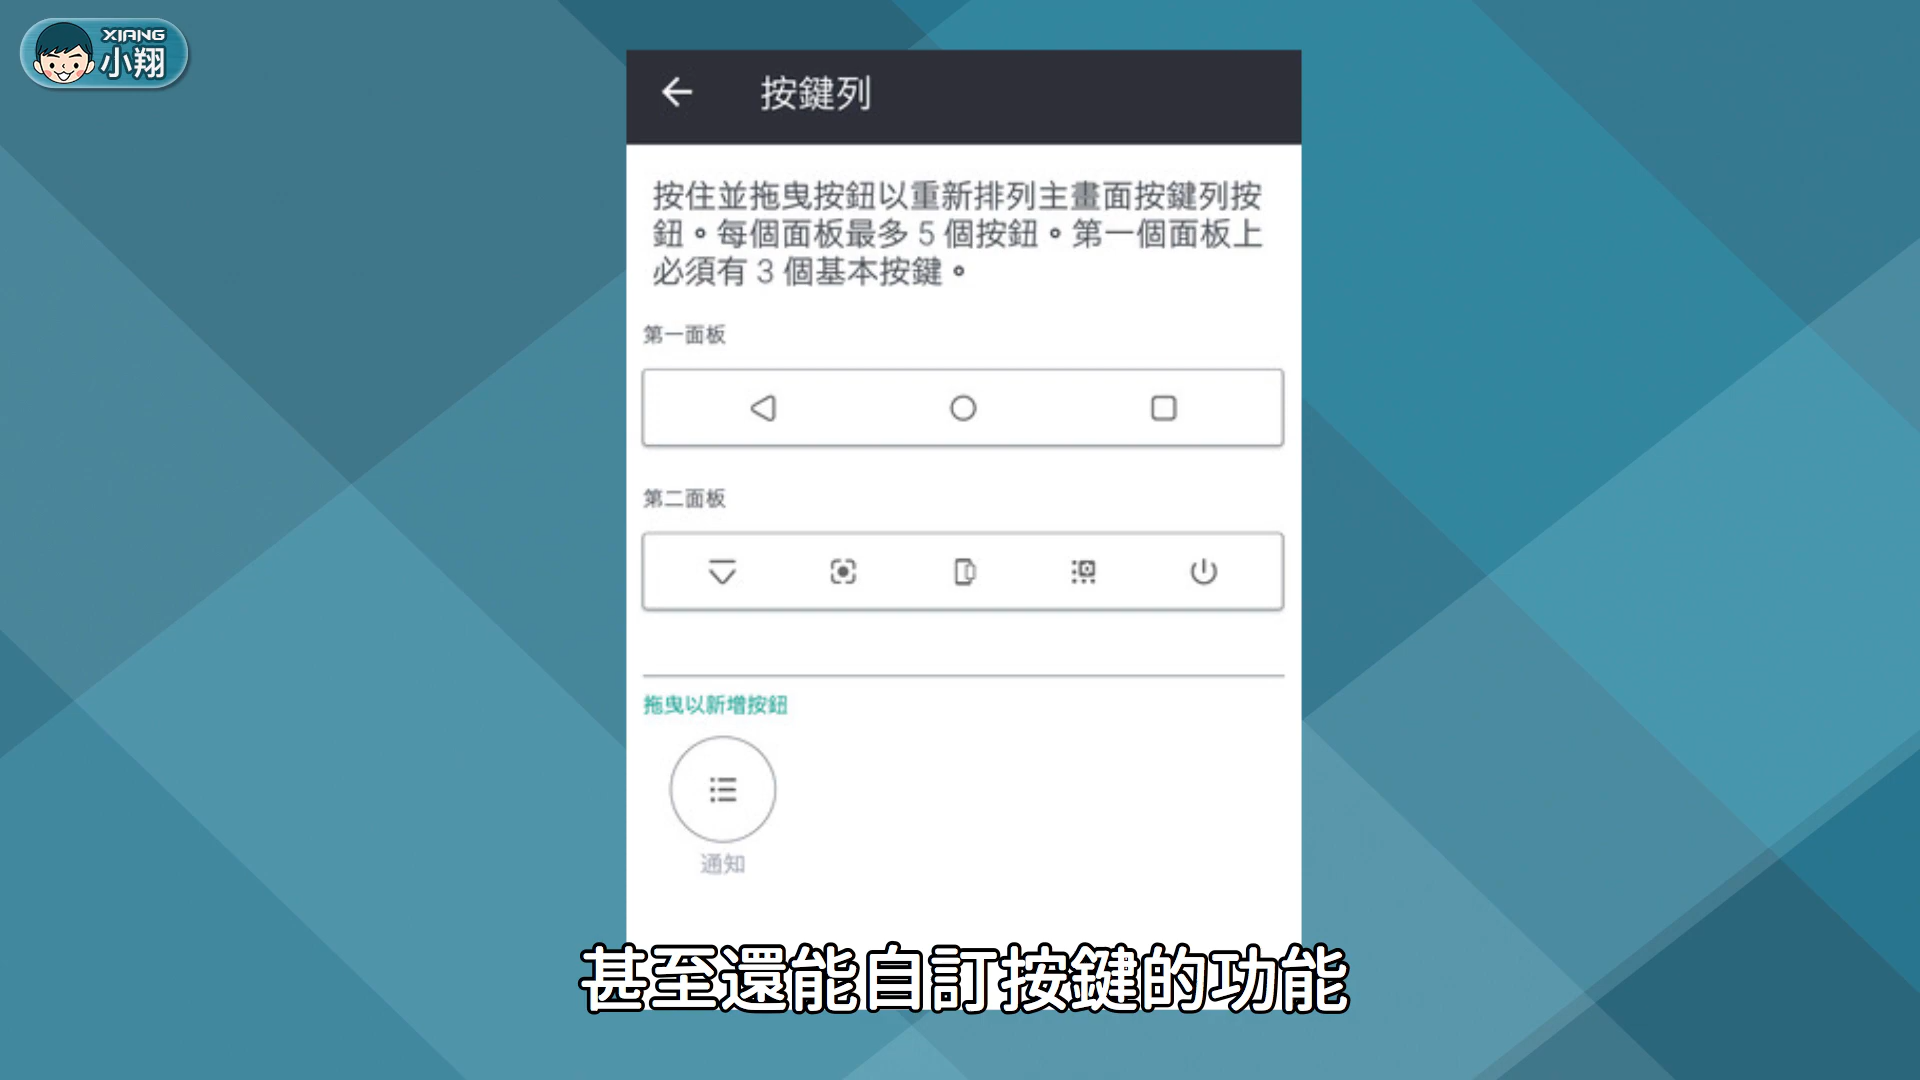 XIANG
小翔
按鍵列
按住並拖曳按鈕以重新排列主畫面按鍵列按
鈕。每個面板最多 5 個按鈕。第一個面板上
必須有 3 個基本按鍵。
第一面板
第二面板
拖曳以新增按鈕
通知
甚至還能自訂按鍵的功能